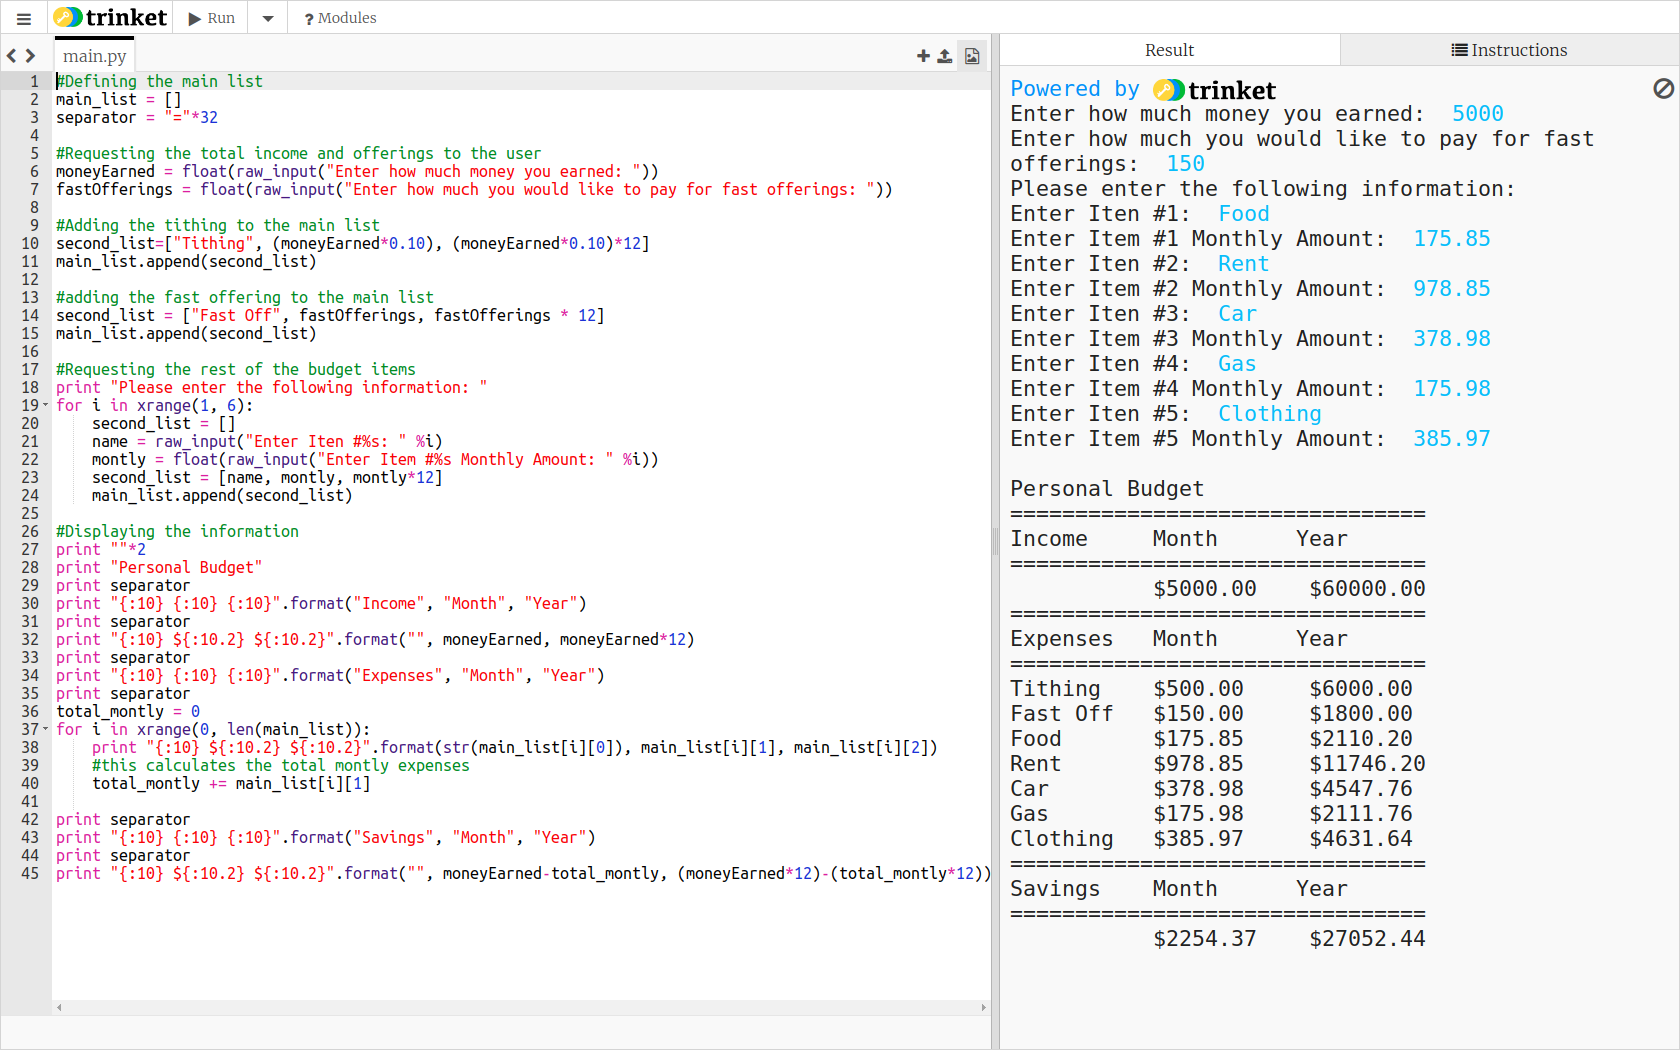 trinket Run ? Modules
main.py
1 #Defining the main list
2 main_list = []
3 separator = "="*32
4
5 #Requesting the total income and offerings to the user
6 moneyEarned = float(raw_input("Enter how much money you earned: "))
7 fastOfferings = float(raw_input("Enter how much you would like to pay for fast offerings: "))
8
9 #Adding the tithing to the main list
10 second_list=["Tithing", (moneyEarned*0.10), (moneyEarned*0.10)*12]
11 main_list.append(second_list)
12
13 #adding the fast offering to the main list
14 second_list = ["Fast Off", fastOfferings, fastOfferings * 12]
15 main_list.append(second_list)
16
17 #Requesting the rest of the budget items
18 print "Please enter the following information: "
19 for i in xrange(1, 6):
20     second_list = []
21     name = raw_input("Enter Iten #%s: " %i)
22     montly = float(raw_input("Enter Item #%s Monthly Amount: " %i))
23     second_list = [name, montly, montly*12]
24     main_list.append(second_list)
25
26 #Displaying the information
27 print ""*2
28 print "Personal Budget"
29 print separator
30 print "{:10} {:10} {:10}".format("Income", "Month", "Year")
31 print separator
32 print "{:10} ${:10.2} ${:10.2}".format("", moneyEarned, moneyEarned*12)
33 print separator
34 print "{:10} {:10} {:10}".format("Expenses", "Month", "Year")
35 print separator
36 total_montly = 0
37 for i in xrange(0, len(main_list)):
38     print "{:10} ${:10.2} ${:10.2}".format(str(main_list[i][0]), main_list[i][1], main_list[i][2])
39     #this calculates the total montly expenses
40     total_montly += main_list[i][1]
41
42 print separator
43 print "{:10} {:10} {:10}".format("Savings", "Month", "Year")
44 print separator
45 print "{:10} ${:10.2} ${:10.2}".format("", moneyEarned-total_montly, (moneyEarned*12)-(total_montly*12))
Result Instructions
Powered by trinket
Enter how much money you earned:  5000
Enter how much you would like to pay for fast
offerings:  150
Please enter the following information:
Enter Iten #1:  Food
Enter Item #1 Monthly Amount:  175.85
Enter Iten #2:  Rent
Enter Item #2 Monthly Amount:  978.85
Enter Iten #3:  Car
Enter Item #3 Monthly Amount:  378.98
Enter Iten #4:  Gas
Enter Item #4 Monthly Amount:  175.98
Enter Iten #5:  Clothing
Enter Item #5 Monthly Amount:  385.97
Personal Budget
================================
Income     Month      Year
================================
           $5000.00    $60000.00
================================
Expenses   Month      Year
================================
Tithing    $500.00     $6000.00
Fast Off   $150.00     $1800.00
Food       $175.85     $2110.20
Rent       $978.85     $11746.20
Car        $378.98     $4547.76
Gas        $175.98     $2111.76
Clothing   $385.97     $4631.64
================================
Savings    Month      Year
================================
           $2254.37    $27052.44